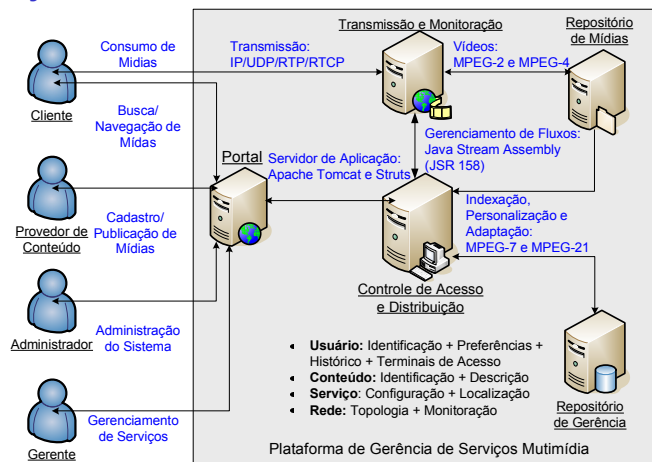 Transmissão e Monitoração
Repositório
de Mídias
Consumo de
Midias
Transmissão:
IP/UDP/RTP/RTCP
Vídeos:
MPEG-2 e MPEG-4
Cliente
Busca/
Navegação de
Mídas
Portal
Servidor de Aplicação:
Apache Tomcat e Struts
Gerenciamento de Fluxos:
Java Stream Assembly
(JSR 158)
Provedor de
Conteúdo
Cadastro/
Publicação de
Mídias
Indexação,
Personalização e
Adaptação:
MPEG-7 e MPEG-21
Controle de Acesso
e Distribuição
Administrador
Administração
do Sistema
Usuário: Identificação + Preferências +
Histórico + Terminais de Acesso
Conteúdo: Identificação + Descrição
Serviço: Configuração + Localização
Rede: Topologia + Monitoração
Repositório
de Gerência
Gerenciamento
de Serviços
Gerente
Plataforma de Gerência de Serviços Mutimídia